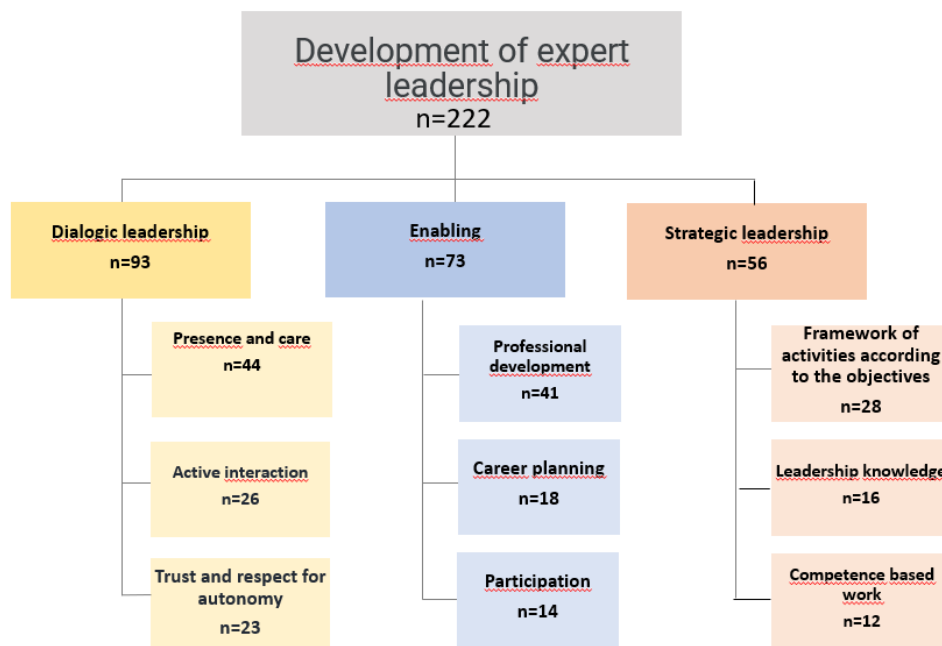 Development of expert
leadership
n=222
Dialogic leadership
n=93
Enabling
n=73
Strategic leadership
n=56
Presence and care
n=44
Active interaction
n=26
Trust and respect for
autonomy
n=23
Professional
development
n=41
Career planning
n=18
Participation
n=14
Framework of
activities according
to the objectives
n=28
Leadership knowledge
n=16
Competence based
work
n=12